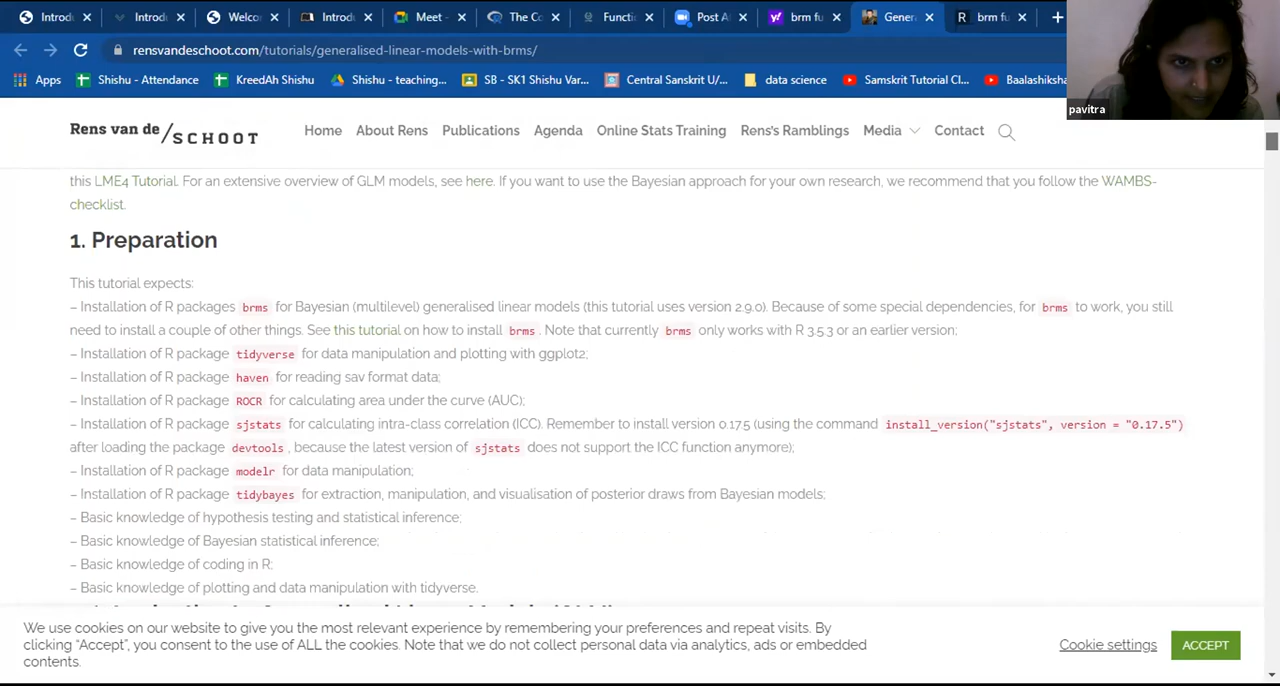 Introdu Introdu Welco Introdu Meet - The Co Functi Post A brm fu Gener brm fu
rensvandeschoot.com/tutorials/generalised-linear-models-with-brms/
Apps Shishu - Attendance KreedAh Shishu Shishu - teaching... SB - SK1 Shishu Var... Central Sanskrit U/... data science Samskrit Tutorial Cl... Baalashiksha
pavitra
Rens van de/SCHOOT Home About Rens Publications Agenda Online Stats Training Rens's Ramblings Media Contact
this LME4 Tutorial. For an extensive overview of GLM models, see here. If you want to use the Bayesian approach for your own research, we recommend that you follow the WAMBS-
checklist.
1. Preparation
This tutorial expects:
– Installation of R packages brms for Bayesian (multilevel) generalised linear models (this tutorial uses version 2.9.0). Because of some special dependencies, for brms to work, you still
need to install a couple of other things. See this tutorial on how to install brms. Note that currently brms only works with R 3.5.3 or an earlier version;
– Installation of R package tidyverse for data manipulation and plotting with ggplot2;
– Installation of R package haven for reading sav format data;
– Installation of R package ROCR for calculating area under the curve (AUC);
– Installation of R package sjstats for calculating intra-class correlation (ICC). Remember to install version 0.17.5 (using the command install_version("sjstats", version = "0.17.5")
after loading the package devtools, because the latest version of sjstats does not support the ICC function anymore);
– Installation of R package modelr for data manipulation;
– Installation of R package tidybayes for extraction, manipulation, and visualisation of posterior draws from Bayesian models;
– Basic knowledge of hypothesis testing and statistical inference;
– Basic knowledge of Bayesian statistical inference;
– Basic knowledge of coding in R;
– Basic knowledge of plotting and data manipulation with tidyverse.
We use cookies on our website to give you the most relevant experience by remembering your preferences and repeat visits. By
clicking “Accept”, you consent to the use of ALL the cookies. Note that we do not collect personal data via analytics, ads or embedded
contents.
Cookie settings ACCEPT